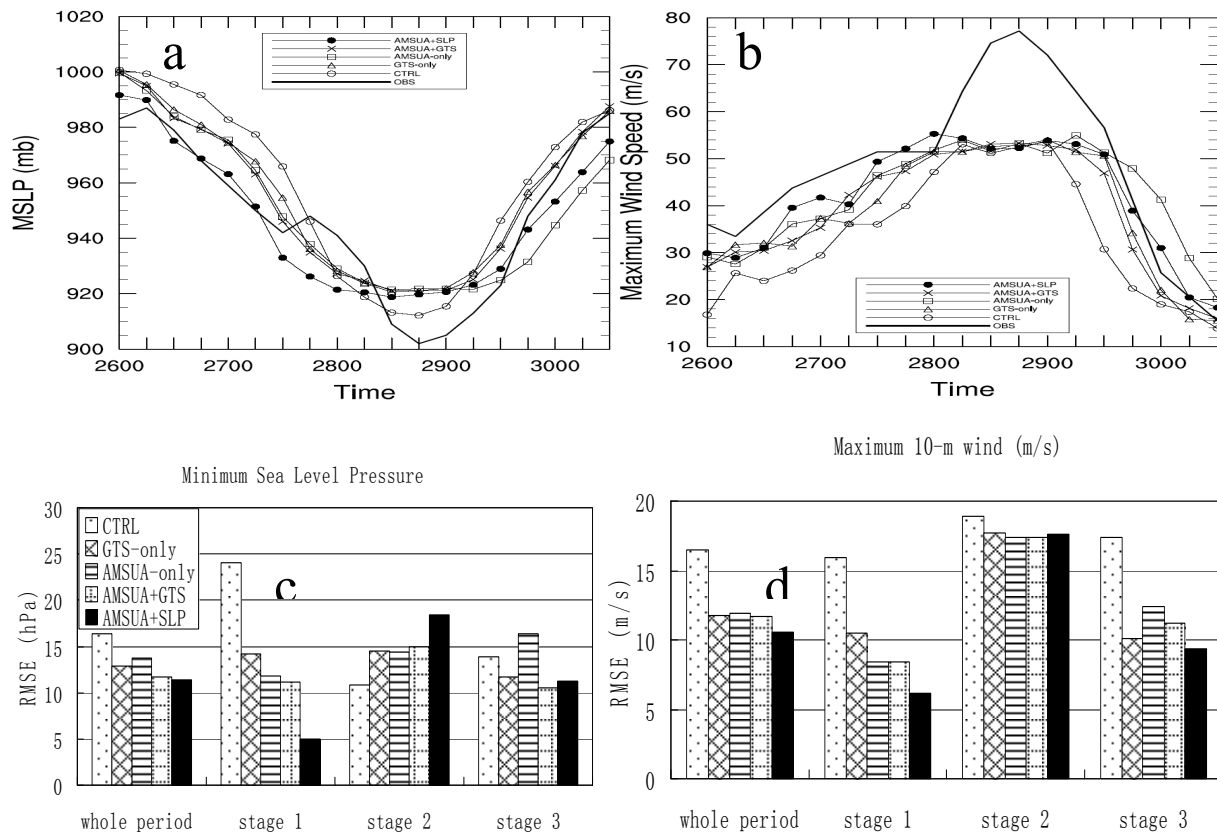 a
1020
1000
980
960
940
920
900
MSLP (mb)
2600 2700 2800 2900 3000
Time
AMSUA+SLP
AMSUA+GTS
AMSUA-only
GTS-only
CTRL
OBS
b
80
70
60
50
40
30
20
10
Maximum Wind Speed (m/s)
2600 2700 2800 2900 3000
Time
AMSUA+SLP
AMSUA+GTS
AMSUA-only
GTS-only
CTRL
OBS
Minimum Sea Level Pressure
30
25
20
15
10
5
0
RMSE (hPa)
CTRL
GTS-only
AMSUA-only
AMSUA+GTS
AMSUA+SLP
c
whole period stage 1 stage 2 stage 3
Maximum 10-m wind (m/s)
20
15
10
5
0
RMSE (m/s)
d
whole period stage 1 stage 2 stage 3